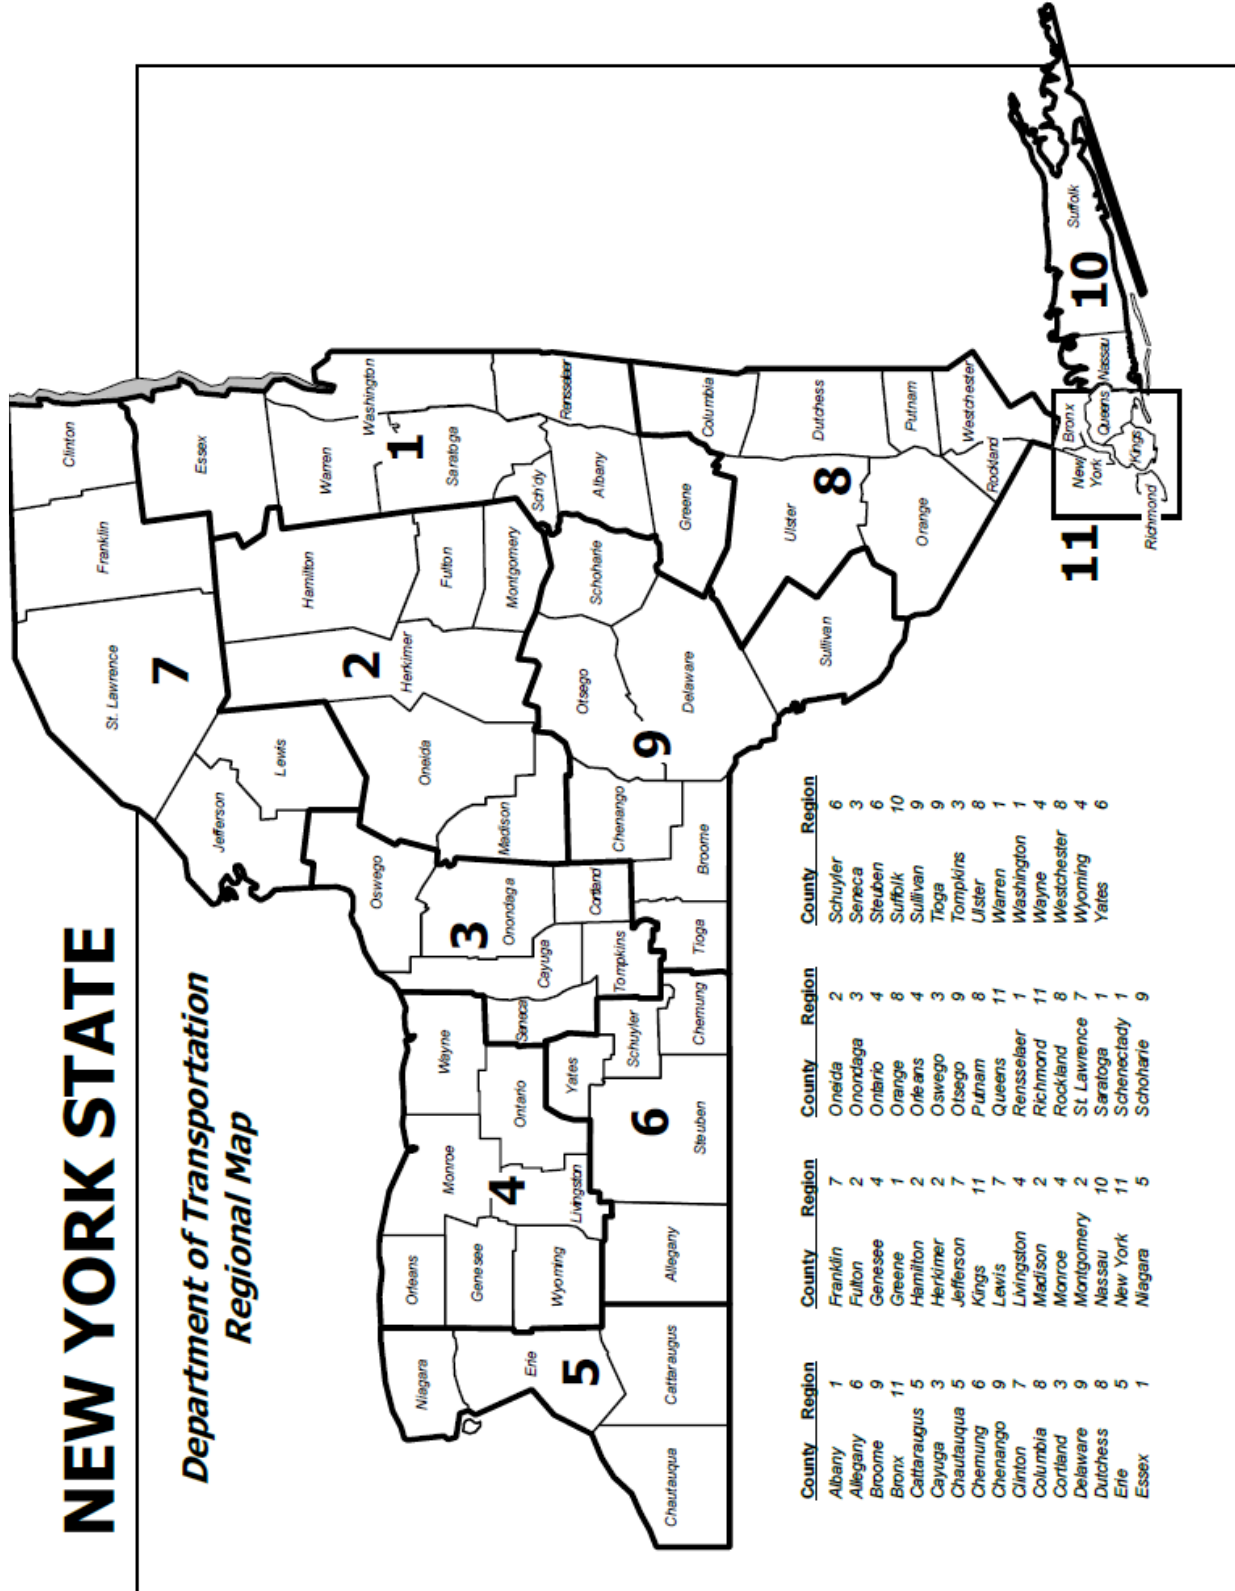 NEW YORK STATE
Department of Transportation
Regional Map
Clinton
Franklin
St. Lawrence
7
Jefferson
Lewis
Essex
Hamilton
Herkimer
2
Warren
Washington
1
Saratoga
Fulton
Montgomery
Sch'dy
Rensselaer
Albany
Oneida
Madison
Oswego
3
Onondaga
Cayuga
Cortland
Tompkins
Seneca
Wayne
Ontario
Monroe
4
Livingston
Orleans
Genesee
Wyoming
Niagara
Erie
5
Chautauqua
Cattaraugus
Allegany
Yates
6
Steuben
Schuyler
Chemung
Tioga
Broome
Chenango
9
Otsego
Delaware
Schoharie
Sullivan
Greene
Columbia
Ulster
8
Dutchess
Putnam
Orange
Rockland
Westchester
11
New
York
Bronx
Queens
Kings
Richmond
Nassau
10
Suffolk
County Region
Albany 1
Allegany 6
Broome 9
Bronx 11
Cattaraugus 5
Cayuga 3
Chautauqua 5
Chemung 6
Chenango 9
Clinton 7
Columbia 8
Cortland 3
Delaware 9
Dutchess 8
Erie 5
Essex 1
County Region
Franklin 7
Fulton 2
Genesee 4
Greene 1
Hamilton 2
Herkimer 2
Jefferson 7
Kings 11
Lewis 7
Livingston 4
Madison 2
Monroe 4
Montgomery 2
Nassau 10
New York 11
Niagara 5
County Region
Oneida 2
Onondaga 3
Ontario 4
Orange 8
Orleans 4
Oswego 3
Otsego 9
Putnam 8
Queens 11
Rensselaer 1
Richmond 11
Rockland 8
St. Lawrence 7
Saratoga 1
Schenectady 1
Schoharie 9
County Region
Schuyler 6
Seneca 3
Steuben 6
Suffolk 10
Sullivan 9
Tioga 9
Tompkins 3
Ulster 8
Warren 1
Washington 1
Wayne 4
Westchester 8
Wyoming 4
Yates 6